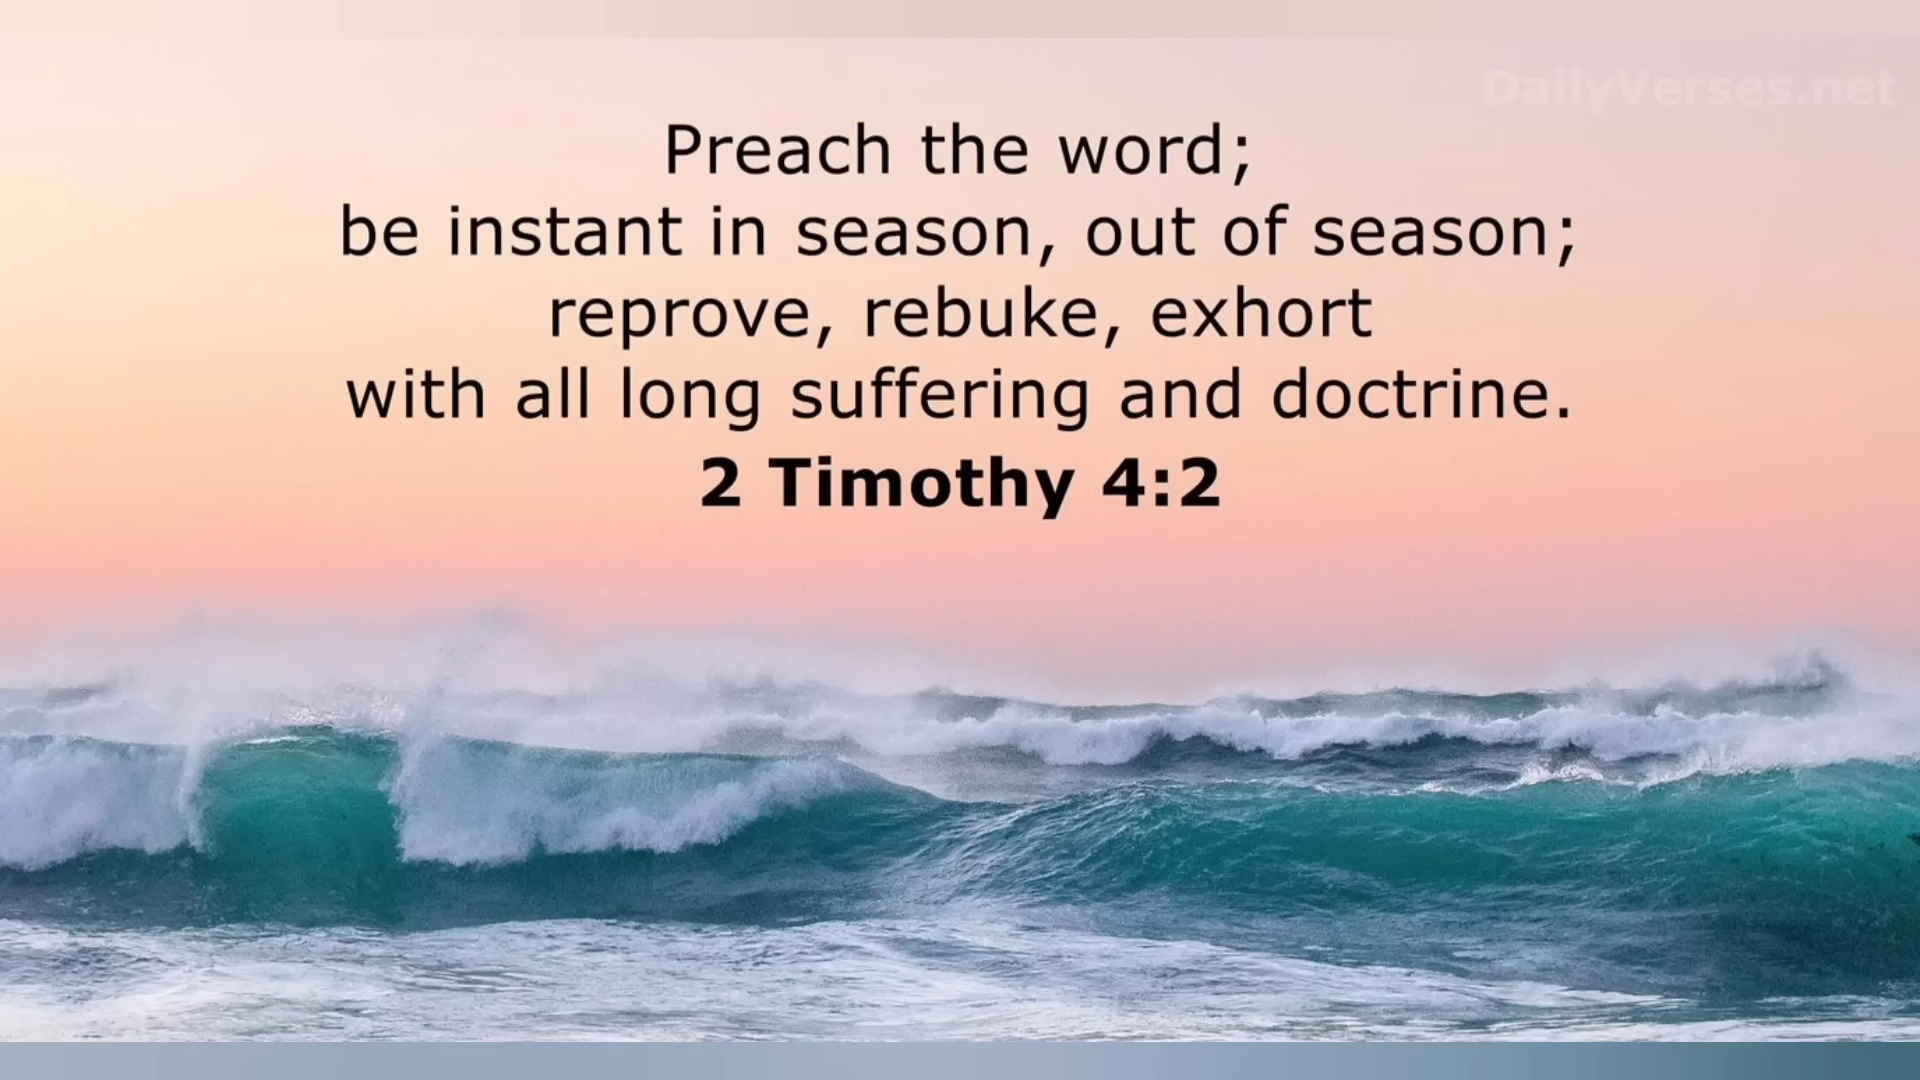 DailyVerses.net
Preach the word;
be instant in season, out of season;
reprove, rebuke, exhort
with all long suffering and doctrine.
2 Timothy 4:2